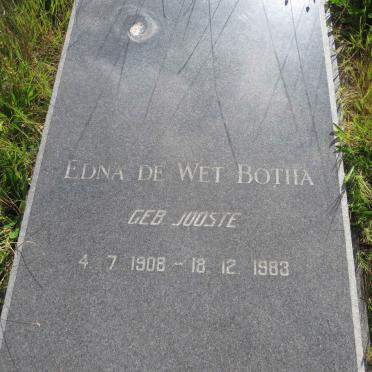 EDNA DE WET BOTHA
GEB. JOOSTE
4. 7. 1908 - 18. 12. 1983